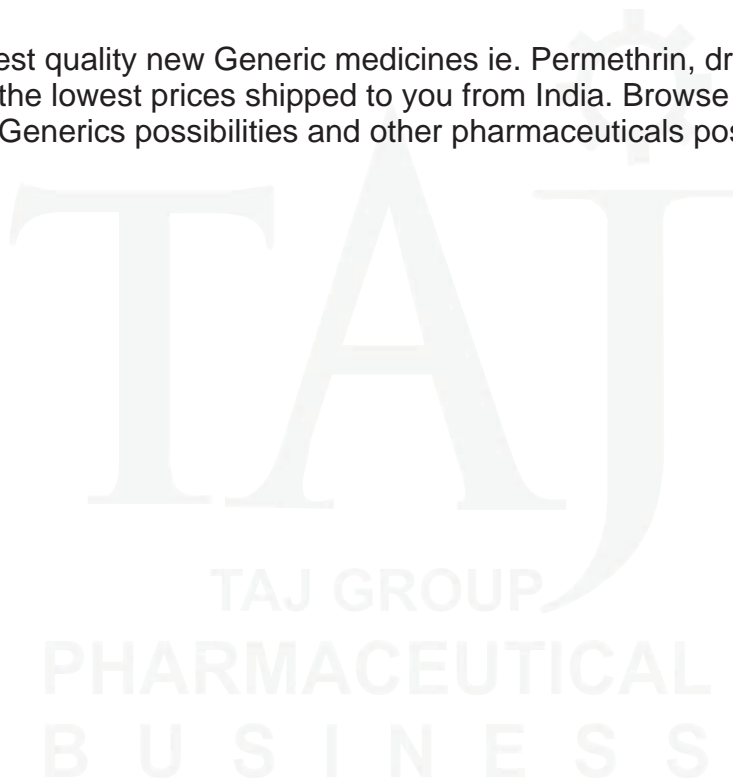 est quality new Generic medicines ie. Permethrin, dr
the lowest prices shipped to you from India. Browse
Generics possibilities and other pharmaceuticals pos
TAJ
TAJ GROUP
PHARMACEUTICAL
BUSINESS